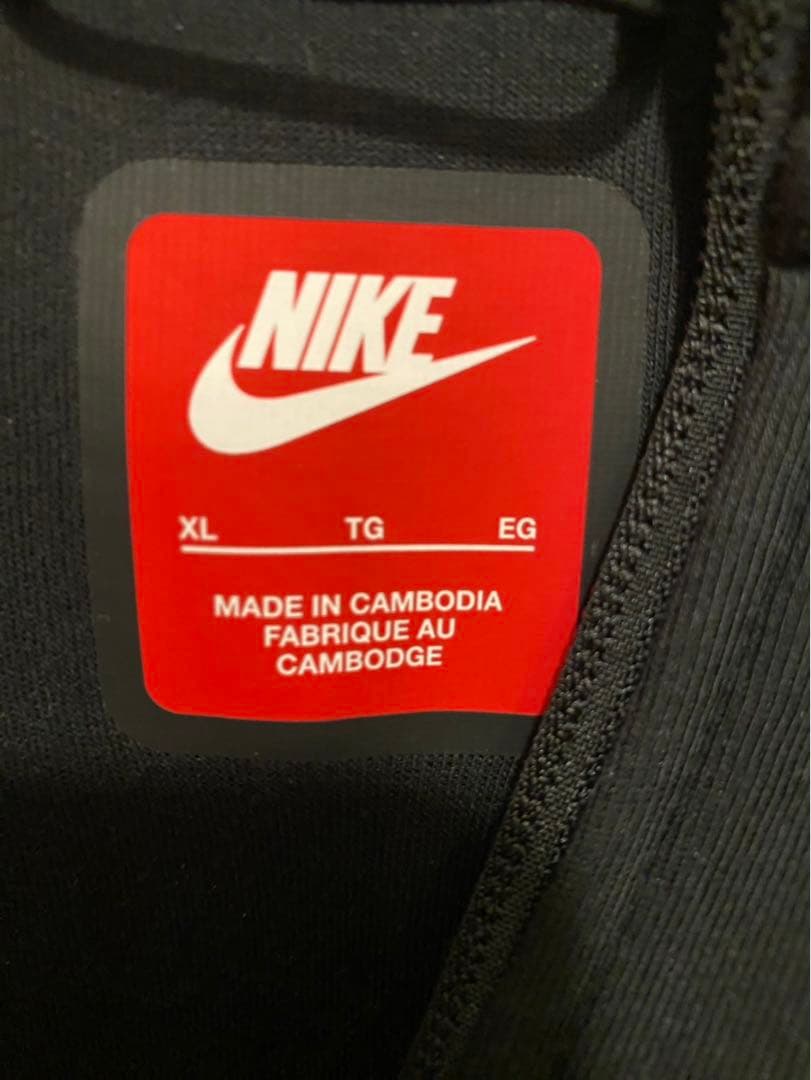 NIKE
XL TG EG
MADE IN CAMBODIA
FABRIQUE AU
CAMBODGE